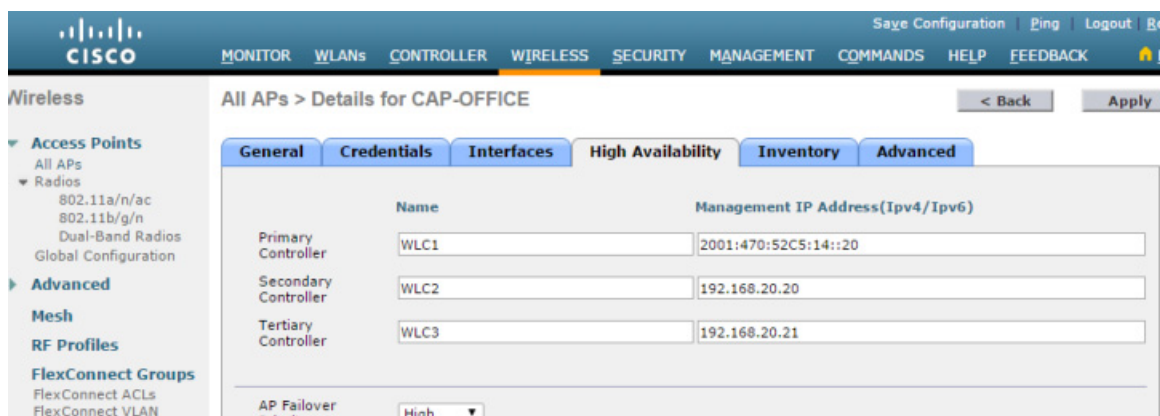 Save Configuration | Ping | Logout
CISCO
MONITOR WLANs CONTROLLER WIRELESS SECURITY MANAGEMENT COMMANDS HELP FEEDBACK
Wireless
All APs > Details for CAP-OFFICE
< Back
Apply
Access Points
All APs
Radios
802.11a/n/ac
802.11b/g/n
Dual-Band Radios
Global Configuration
Advanced
Mesh
RF Profiles
FlexConnect Groups
FlexConnect ACLs
FlexConnect VLAN
General Credentials Interfaces High Availability Inventory Advanced
Name Management IP Address(Ipv4/Ipv6)
Primary
Controller
WLC1 2001:470:52C5:14::20
Secondary
Controller
WLC2 192.168.20.20
Tertiary
Controller
WLC3 192.168.20.21
AP Failover
High